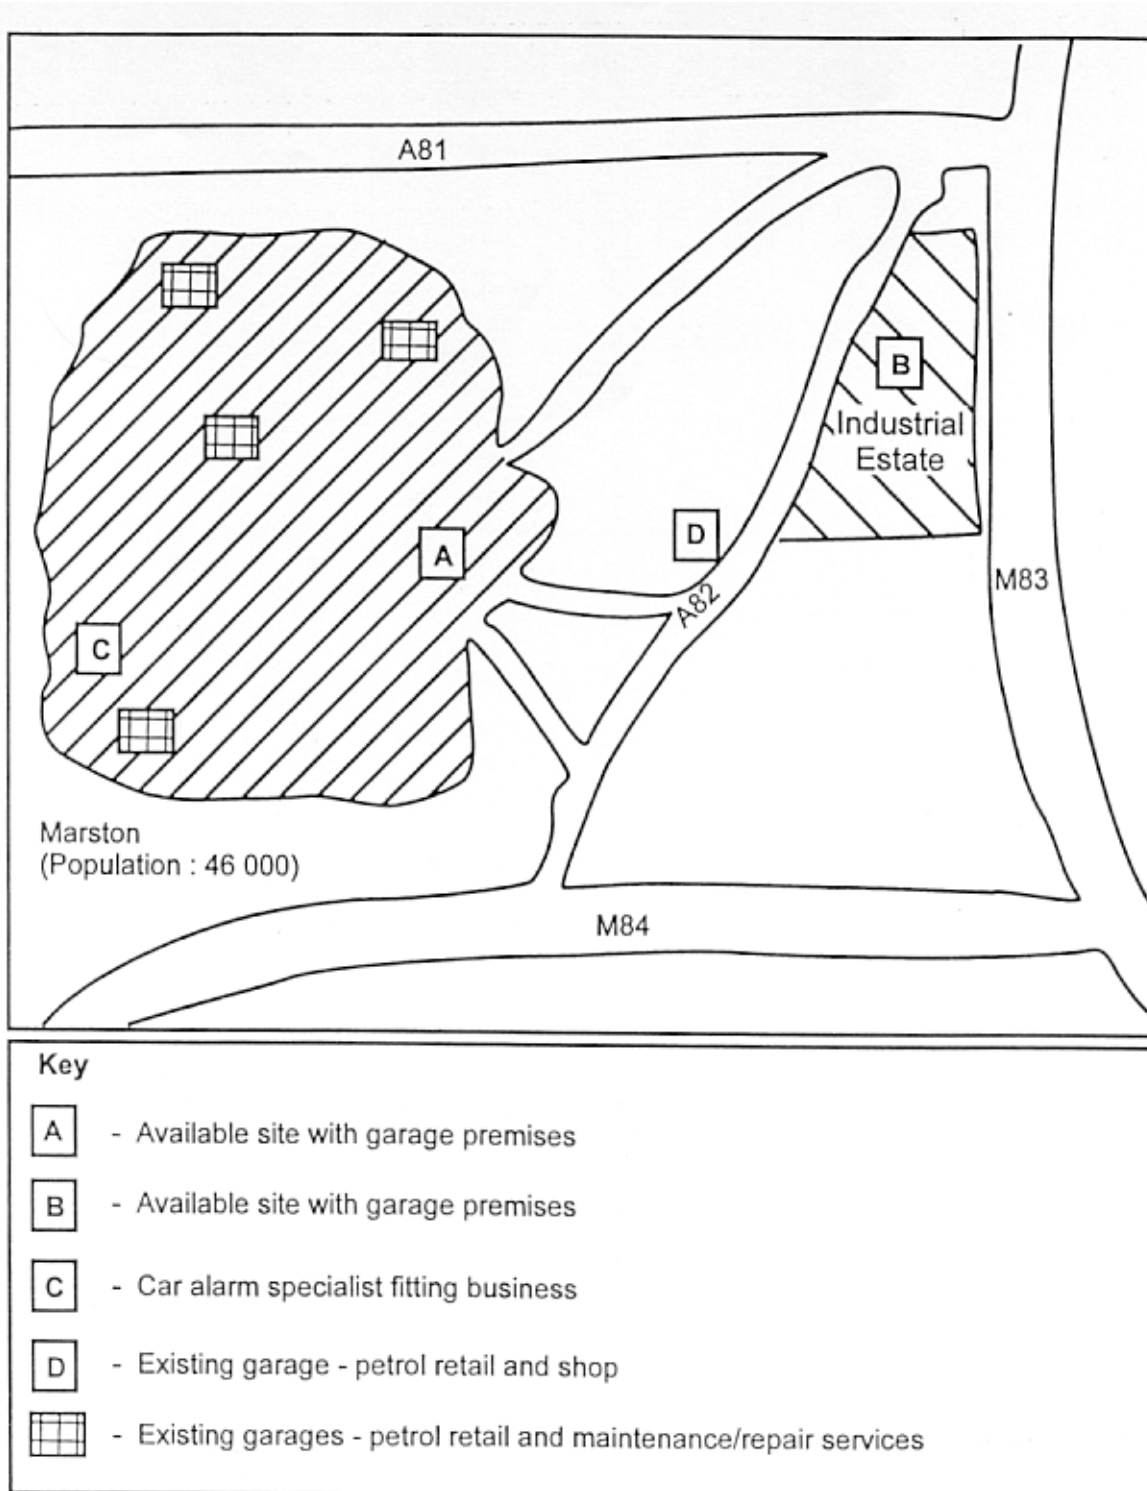 A81
B
Industrial
Estate
D
A
A82
M83
C
Marston
(Population : 46 000)
M84
Key
A - Available site with garage premises
B - Available site with garage premises
C - Car alarm specialist fitting business
D - Existing garage - petrol retail and shop
- Existing garages - petrol retail and maintenance/repair services